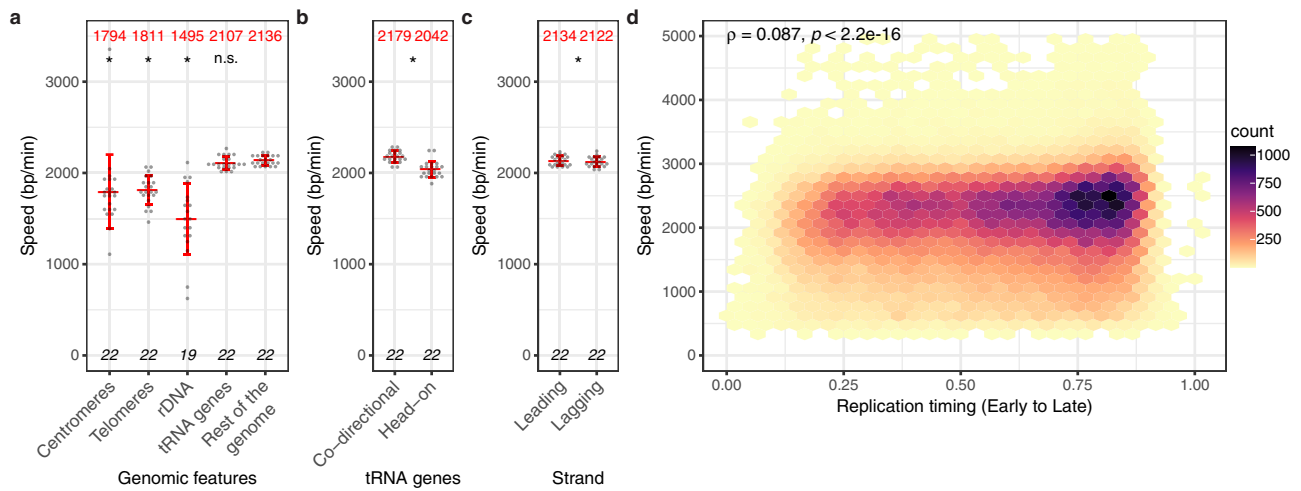 a
1794 1811 1495 2107 2136
* * * n.s.
3000
2000
1000
0
Speed (bp/min)
22 22 19 22 22
Centromeres
Telomeres
rDNA
tRNA genes
Rest of the
genome
Genomic features
b
2179 2042
*
3000
2000
1000
0
Speed (bp/min)
22 22
Co−directional
Head−on
tRNA genes
c
2134 2122
*
3000
2000
1000
0
Speed (bp/min)
22 22
Leading
Lagging
Strand
d
ρ = 0.087, p < 2.2e-16
5000
4000
3000
2000
1000
0
Speed (bp/min)
0.00 0.25 0.50 0.75 1.00
Replication timing (Early to Late)
count
1000
750
500
250